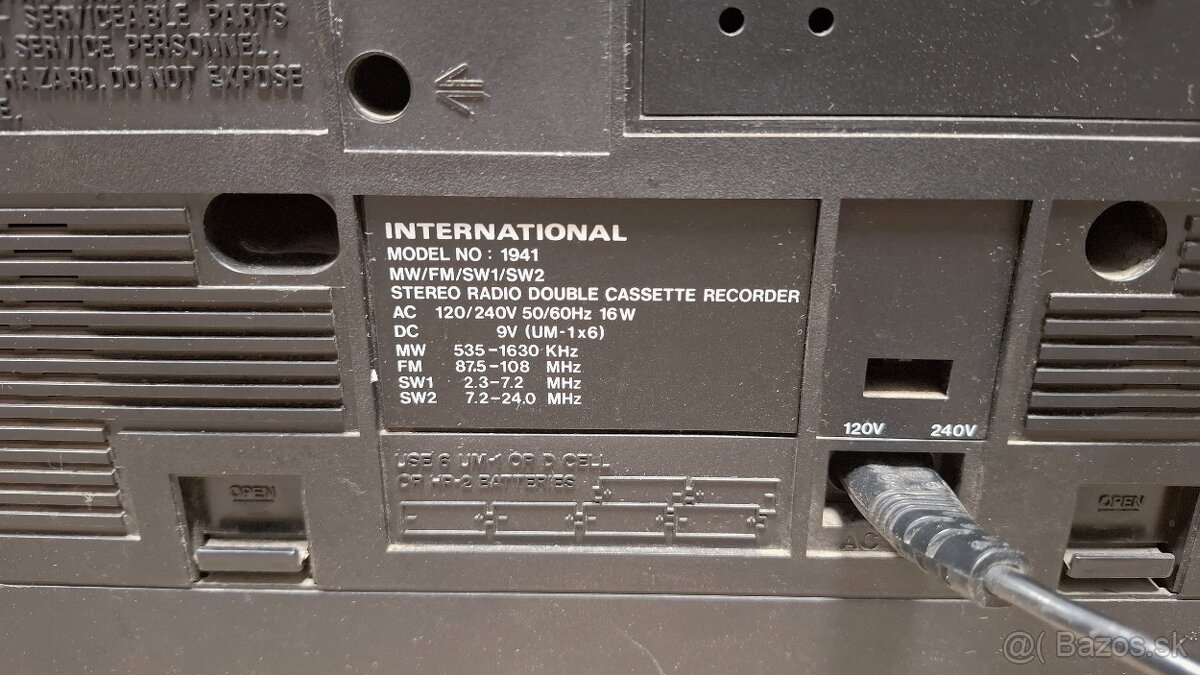 SERVICEABLE PARTS
SERVICE PERSONNEL.
HAZARD. DO NOT EXPOSE
INTERNATIONAL
MODEL NO : 1941
MW/FM/SW1/SW2
STEREO RADIO DOUBLE CASSETTE RECORDER
AC 120/240V 50/60Hz 16W
DC 9V (UM-1x6)
MW 535-1630 KHz
FM 87.5-108 MHz
SW1 2.3-7.2 MHz
SW2 7.2-24.0 MHz
120V 240V
USE 6 UM-1 OR D CELL
OR HP-2 BATTERIES
OPEN
AC
OPEN
@( Bazos.sk